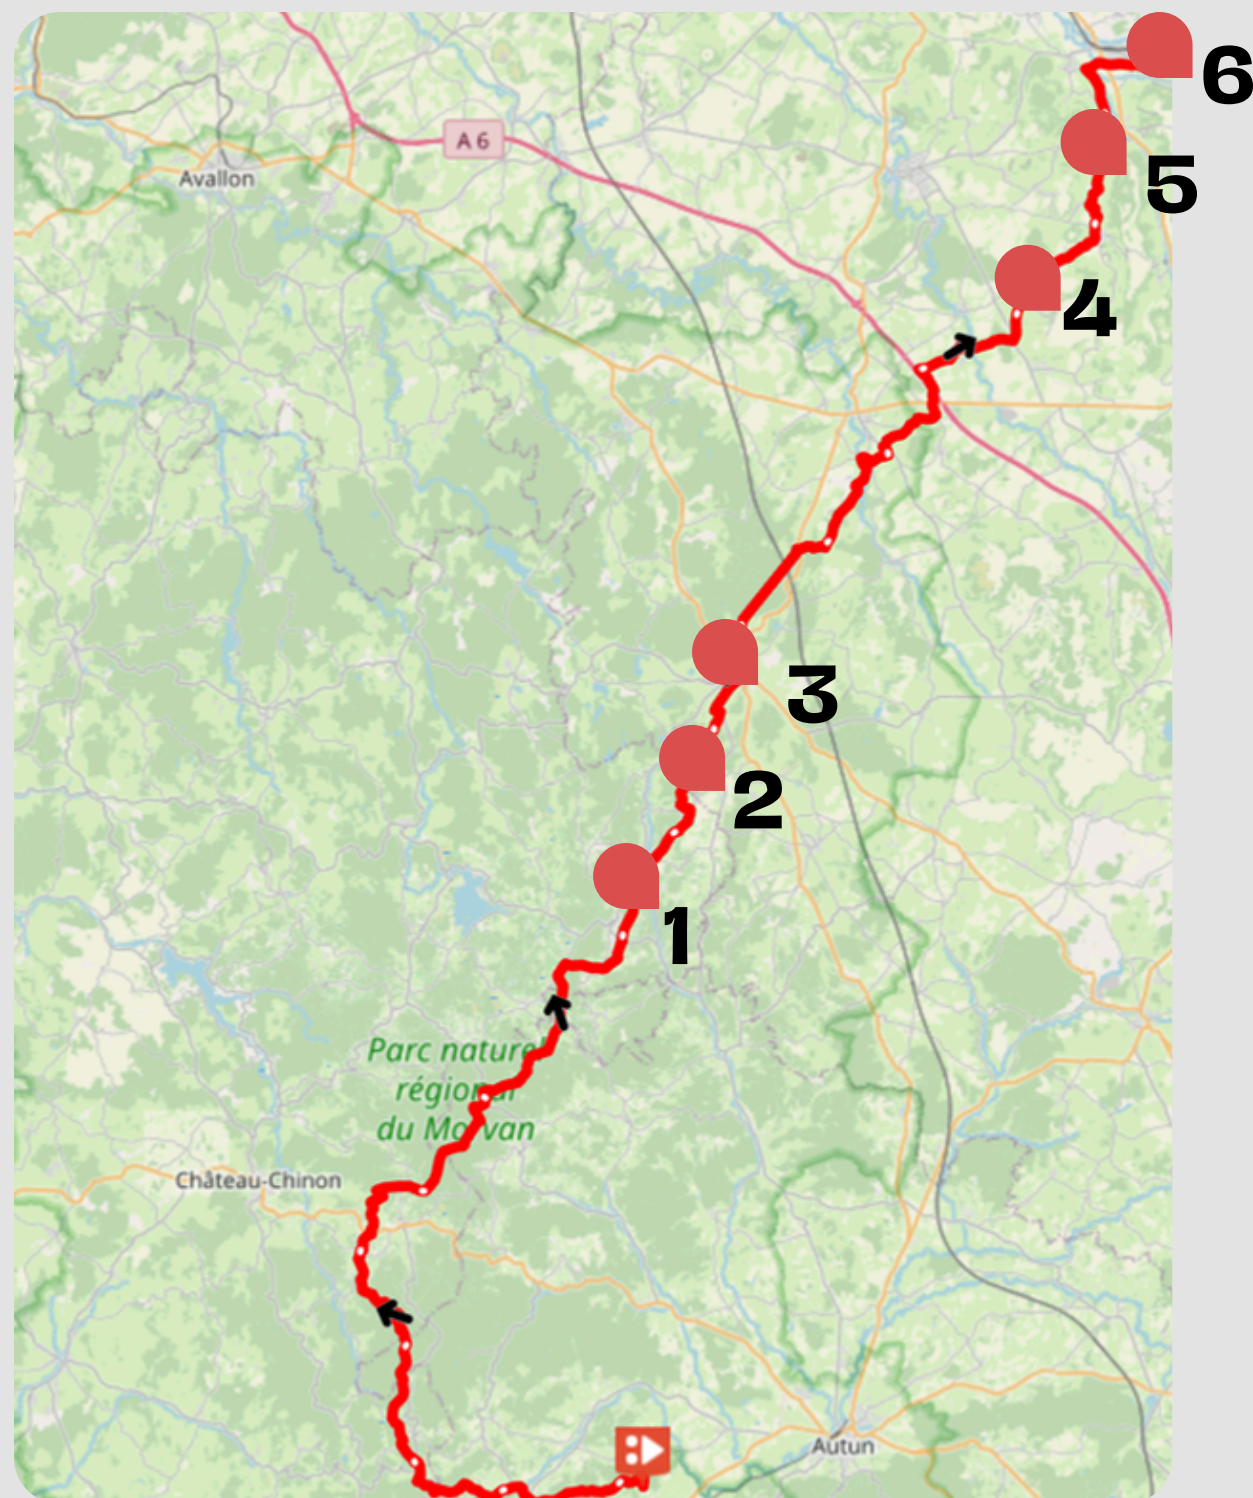 6
A 6
Avallon
5
4
3
2
1
Parc naturel
régional
du Morvan
Château-Chinon
Autun